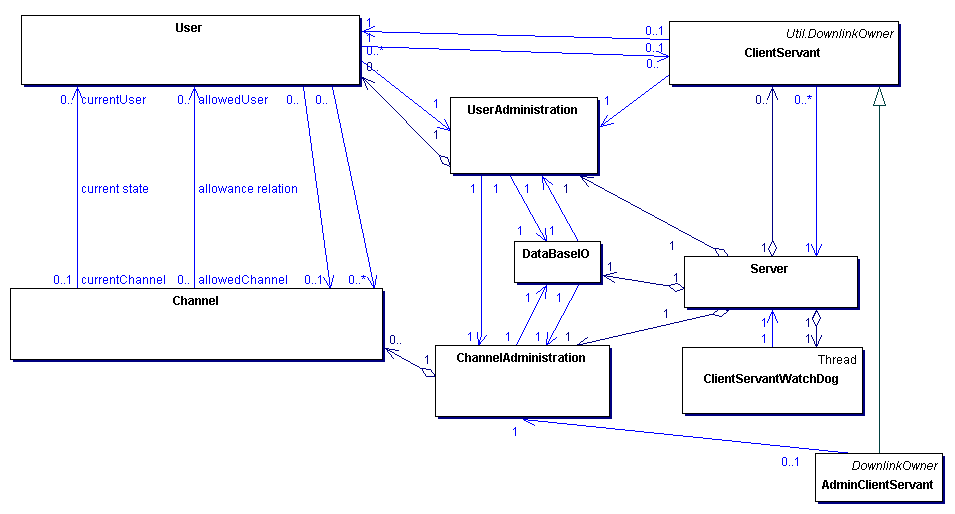 User
Util.DownlinkOwner
ClientServant
1
0..1
1
0..1
0..*
0..
0
0..
currentUser
0..
allowedUser
0..
0..
1
1
1
UserAdministration
0..
0..*
current state
allowance relation
1
1
1
1
1
1
1
1
1
DataBaseIO
1
1
Server
0..1
currentChannel
0..
allowedChannel
0..1
0..*
Channel
1
1
1
1
1
1
1
1
1
0..
1
ChannelAdministration
Thread
ClientServantWatchDog
1
0..1
DownlinkOwner
AdminClientServant